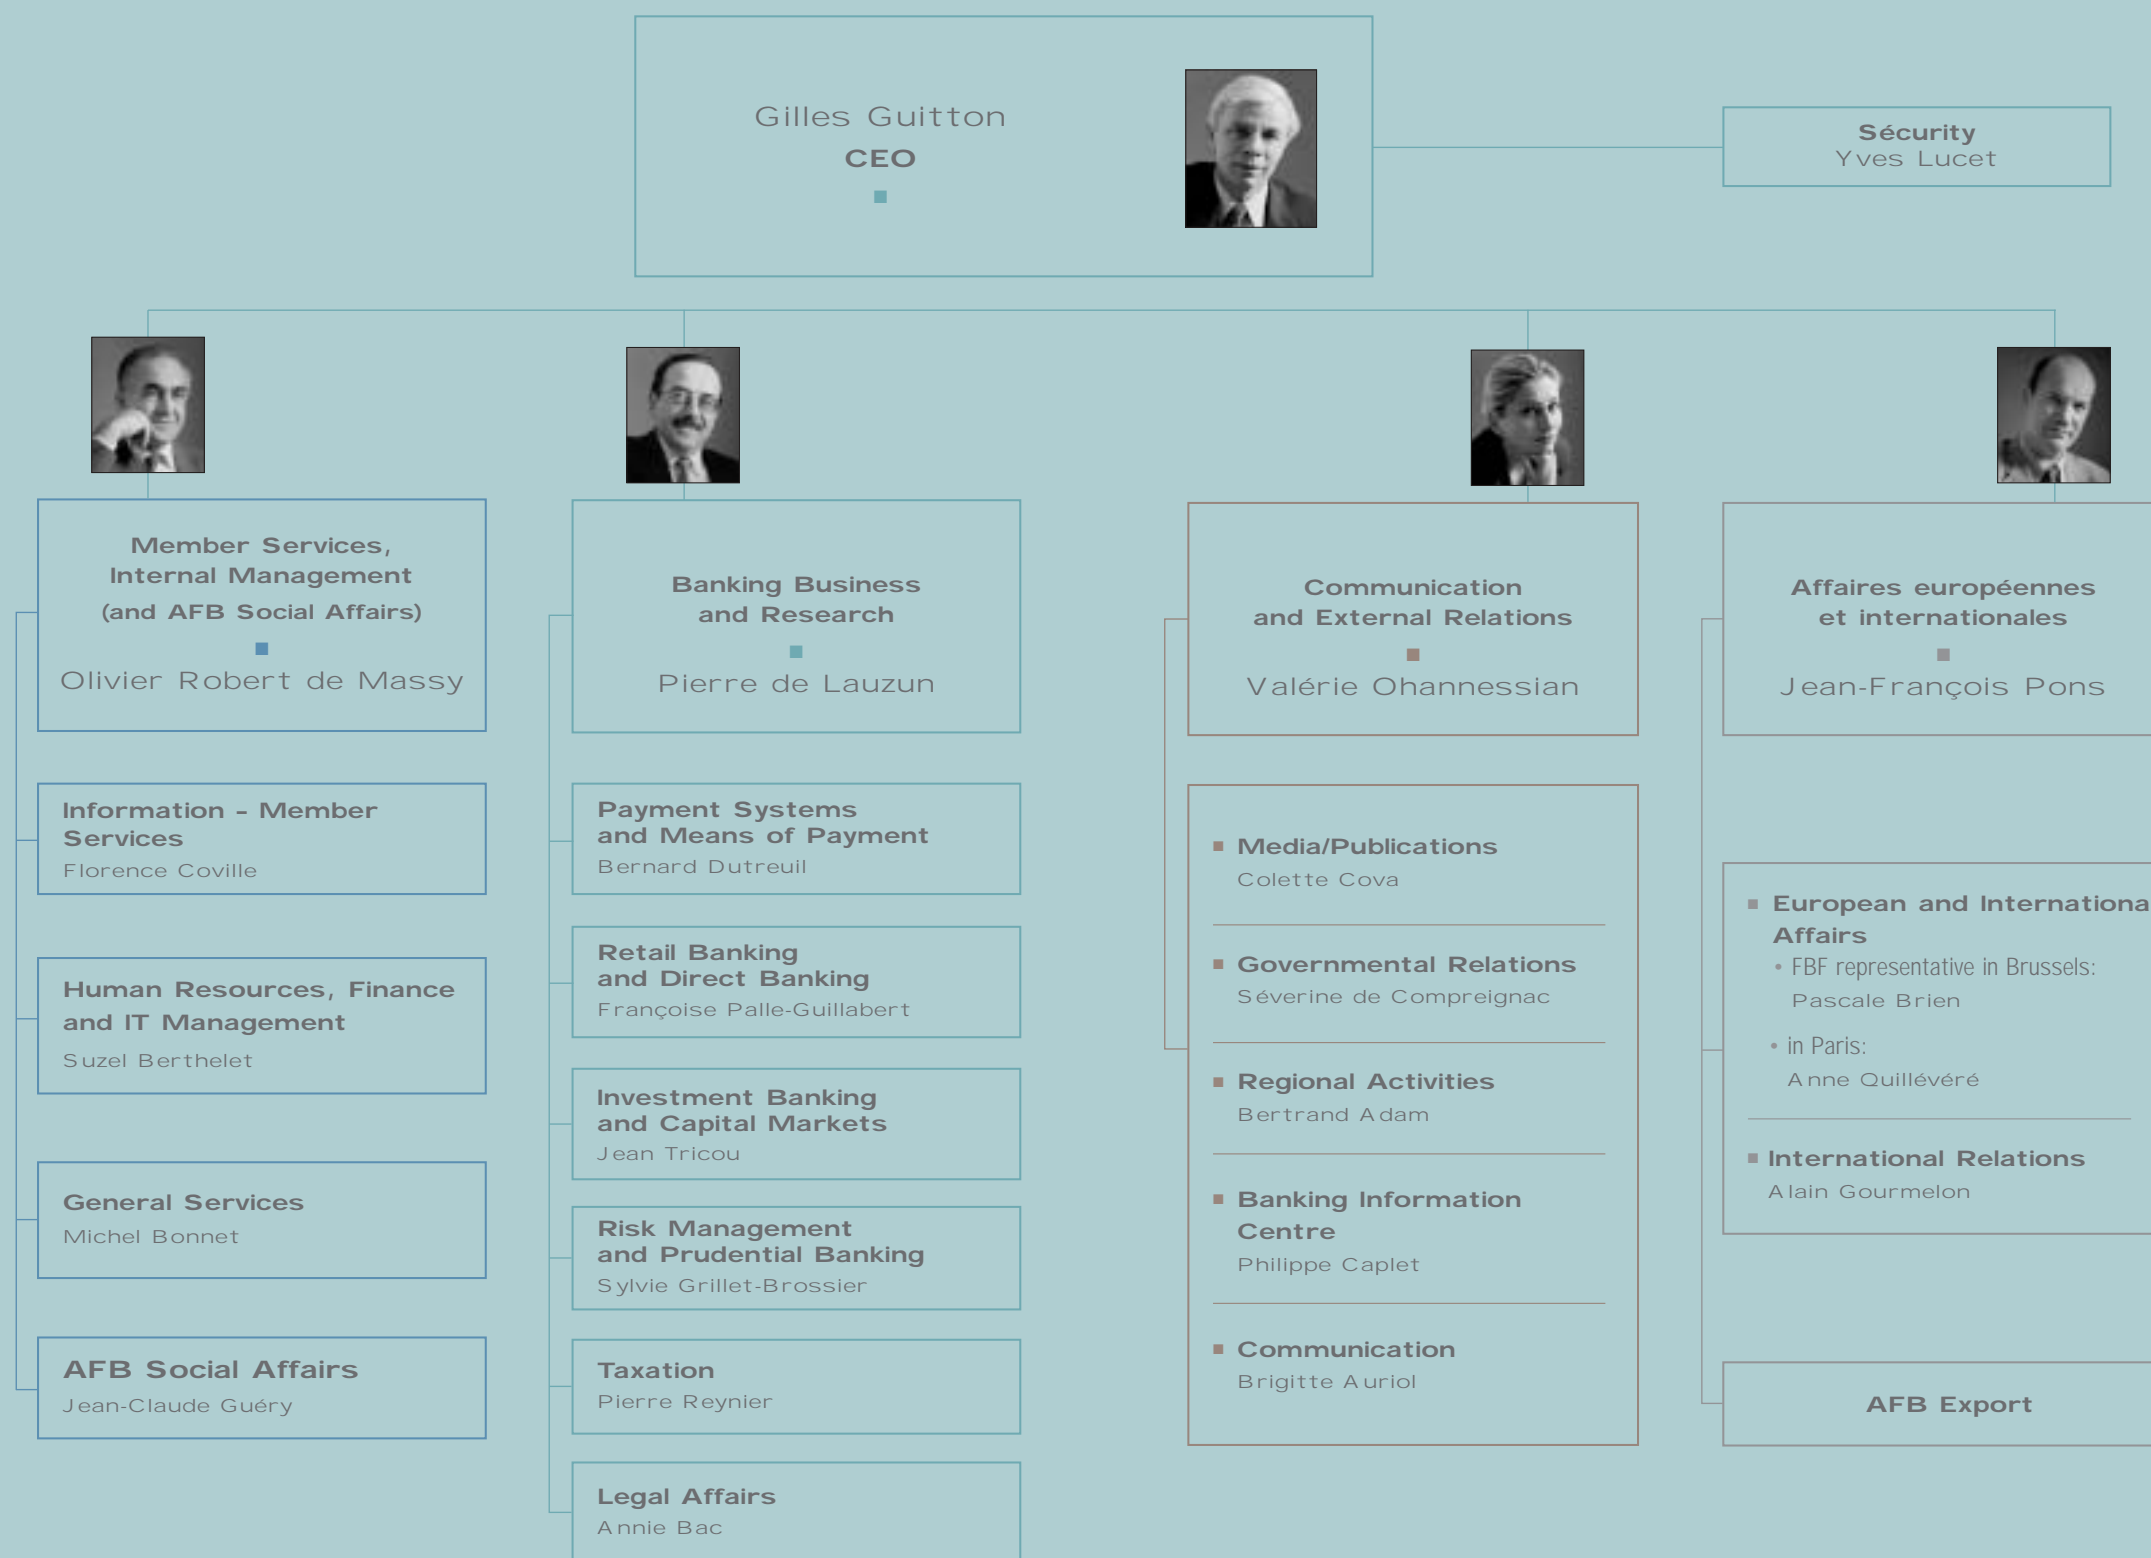 Gilles Guitton
CEO
Sécurity
Yves Lucet
Member Services,
Internal Management
(and AFB Social Affairs)
Olivier Robert de Massy
Information - Member
Services
Florence Coville
Human Resources, Finance
and IT Management
Suzel Berthelet
General Services
Michel Bonnet
AFB Social Affairs
Jean-Claude Guéry
Banking Business
and Research
Pierre de Lauzun
Payment Systems
and Means of Payment
Bernard Dutreuil
Retail Banking
and Direct Banking
Françoise Palle-Guillabert
Investment Banking
and Capital Markets
Jean Tricou
Risk Management
and Prudential Banking
Sylvie Grillet-Brossier
Taxation
Pierre Reynier
Legal Affairs
Annie Bac
Communication
and External Relations
Valérie Ohannessian
Media/Publications
Colette Cova
Governmental Relations
Séverine de Compreignac
Regional Activities
Bertrand Adam
Banking Information
Centre
Philippe Caplet
Communication
Brigitte Auriol
Affaires européennes
et internationales
Jean-François Pons
European and Internationa
Affairs
• FBF representative in Brussels:
Pascale Brien
• in Paris:
Anne Quillévéré
International Relations
Alain Gourmelon
AFB Export